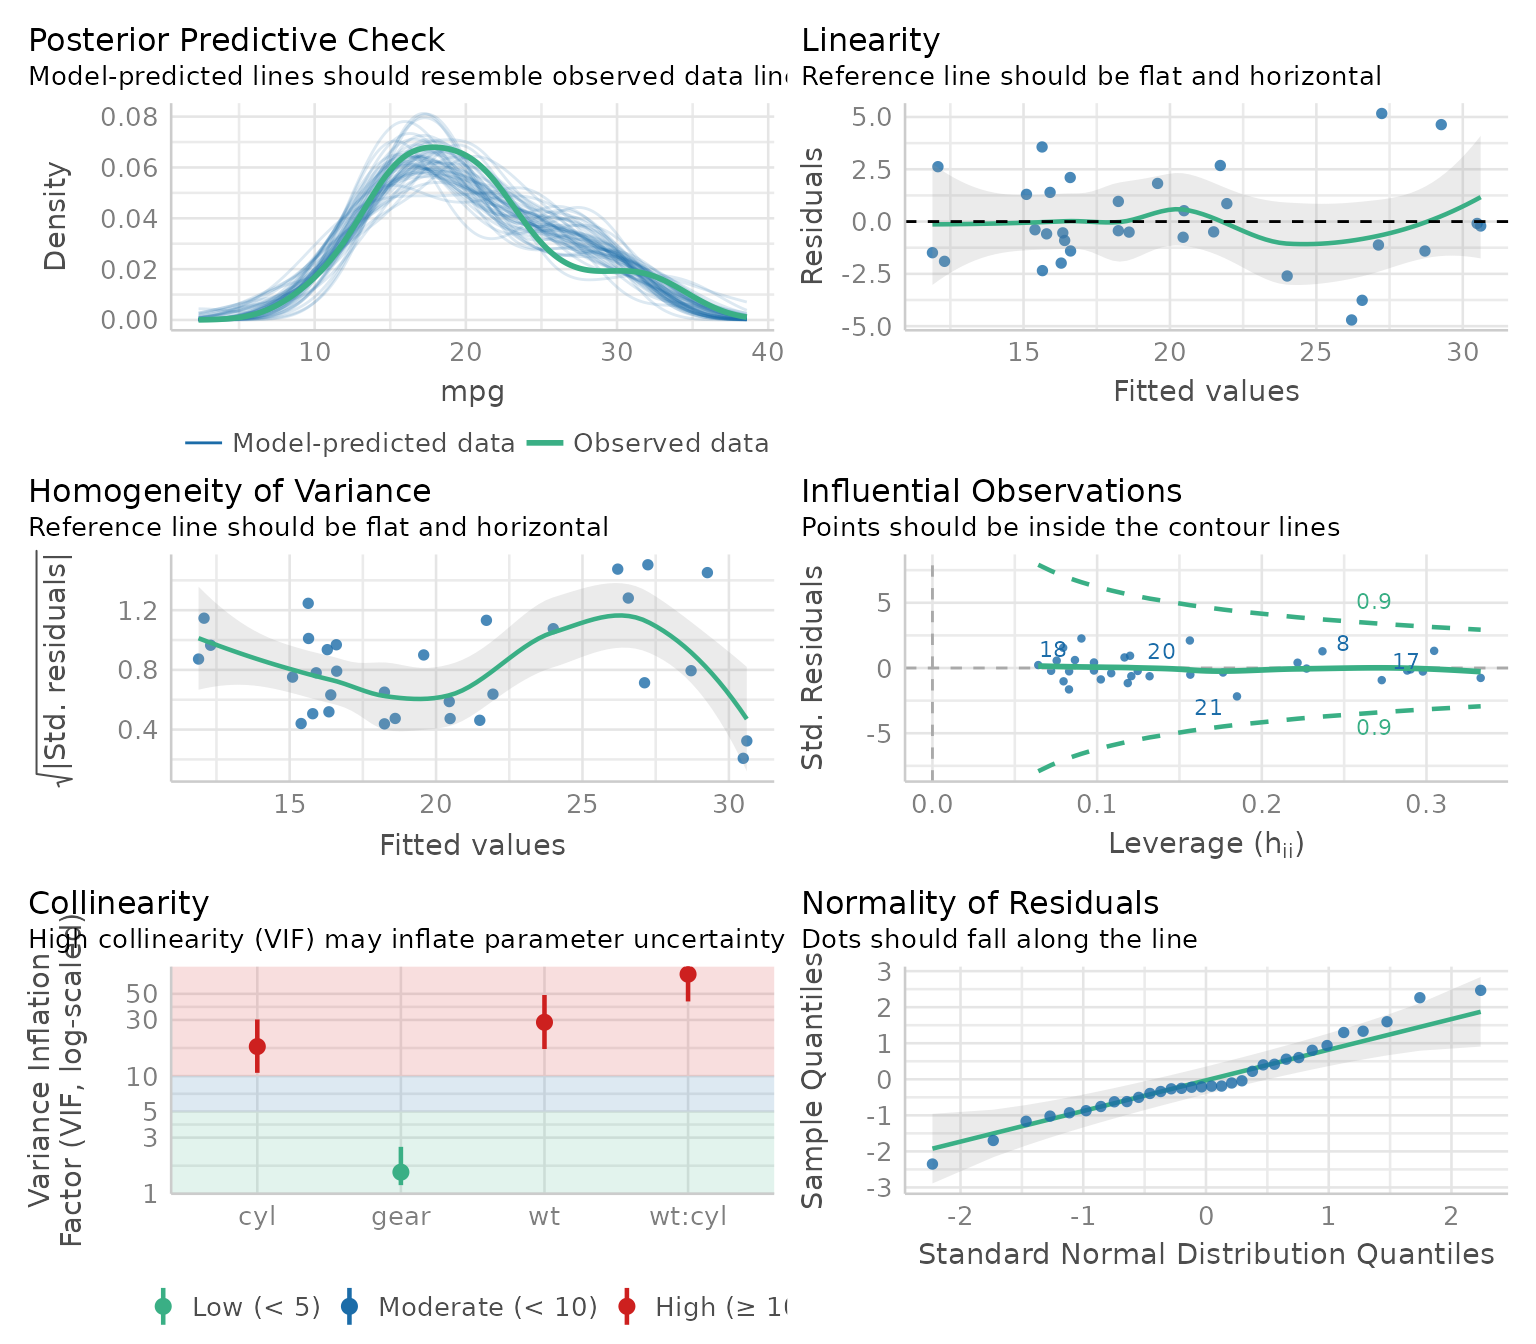 Posterior Predictive Check
Model-predicted lines should resemble observed data lin
Density
0.08
0.06
0.04
0.02
0.00
10 20 30 40
mpg
Model-predicted data Observed data
Linearity
Reference line should be flat and horizontal
Residuals
5.0
2.5
0.0
-2.5
-5.0
15 20 25 30
Fitted values
Homogeneity of Variance
Reference line should be flat and horizontal
√|Std. residuals|
1.2
0.8
0.4
15 20 25 30
Fitted values
Influential Observations
Points should be inside the contour lines
Std. Residuals
5
0
-5
0.9
18 20 8 17
21
0.9
0.0 0.1 0.2 0.3
Leverage (hii)
Collinearity
High collinearity (VIF) may inflate parameter uncertainty
Variance Inflation
Factor (VIF, log-scaled)
50
30
10
5
3
1
cyl gear wt wt:cyl
Low (< 5) Moderate (< 10) High (≥ 10
Normality of Residuals
Dots should fall along the line
Sample Quantiles
3
2
1
0
-1
-2
-3
-2 -1 0 1 2
Standard Normal Distribution Quantiles